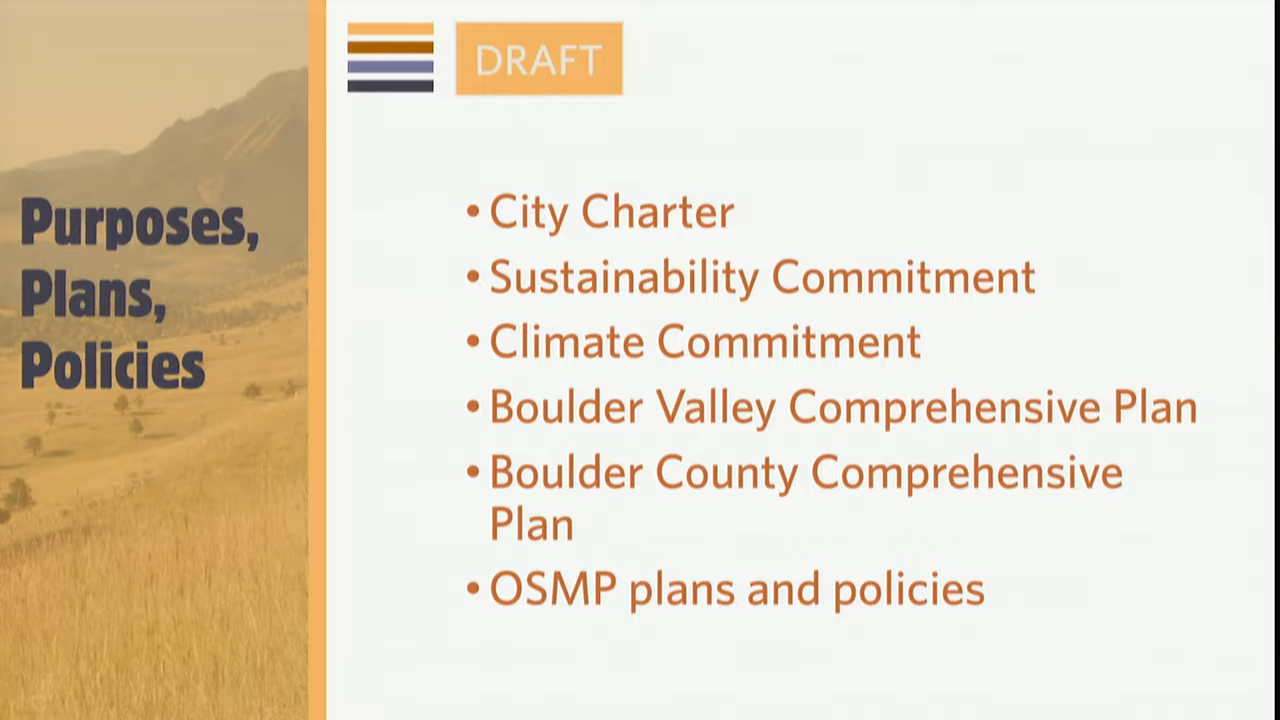 Purposes,
Plans,
Policies
DRAFT
• City Charter
• Sustainability Commitment
• Climate Commitment
• Boulder Valley Comprehensive Plan
• Boulder County Comprehensive
Plan
• OSMP plans and policies